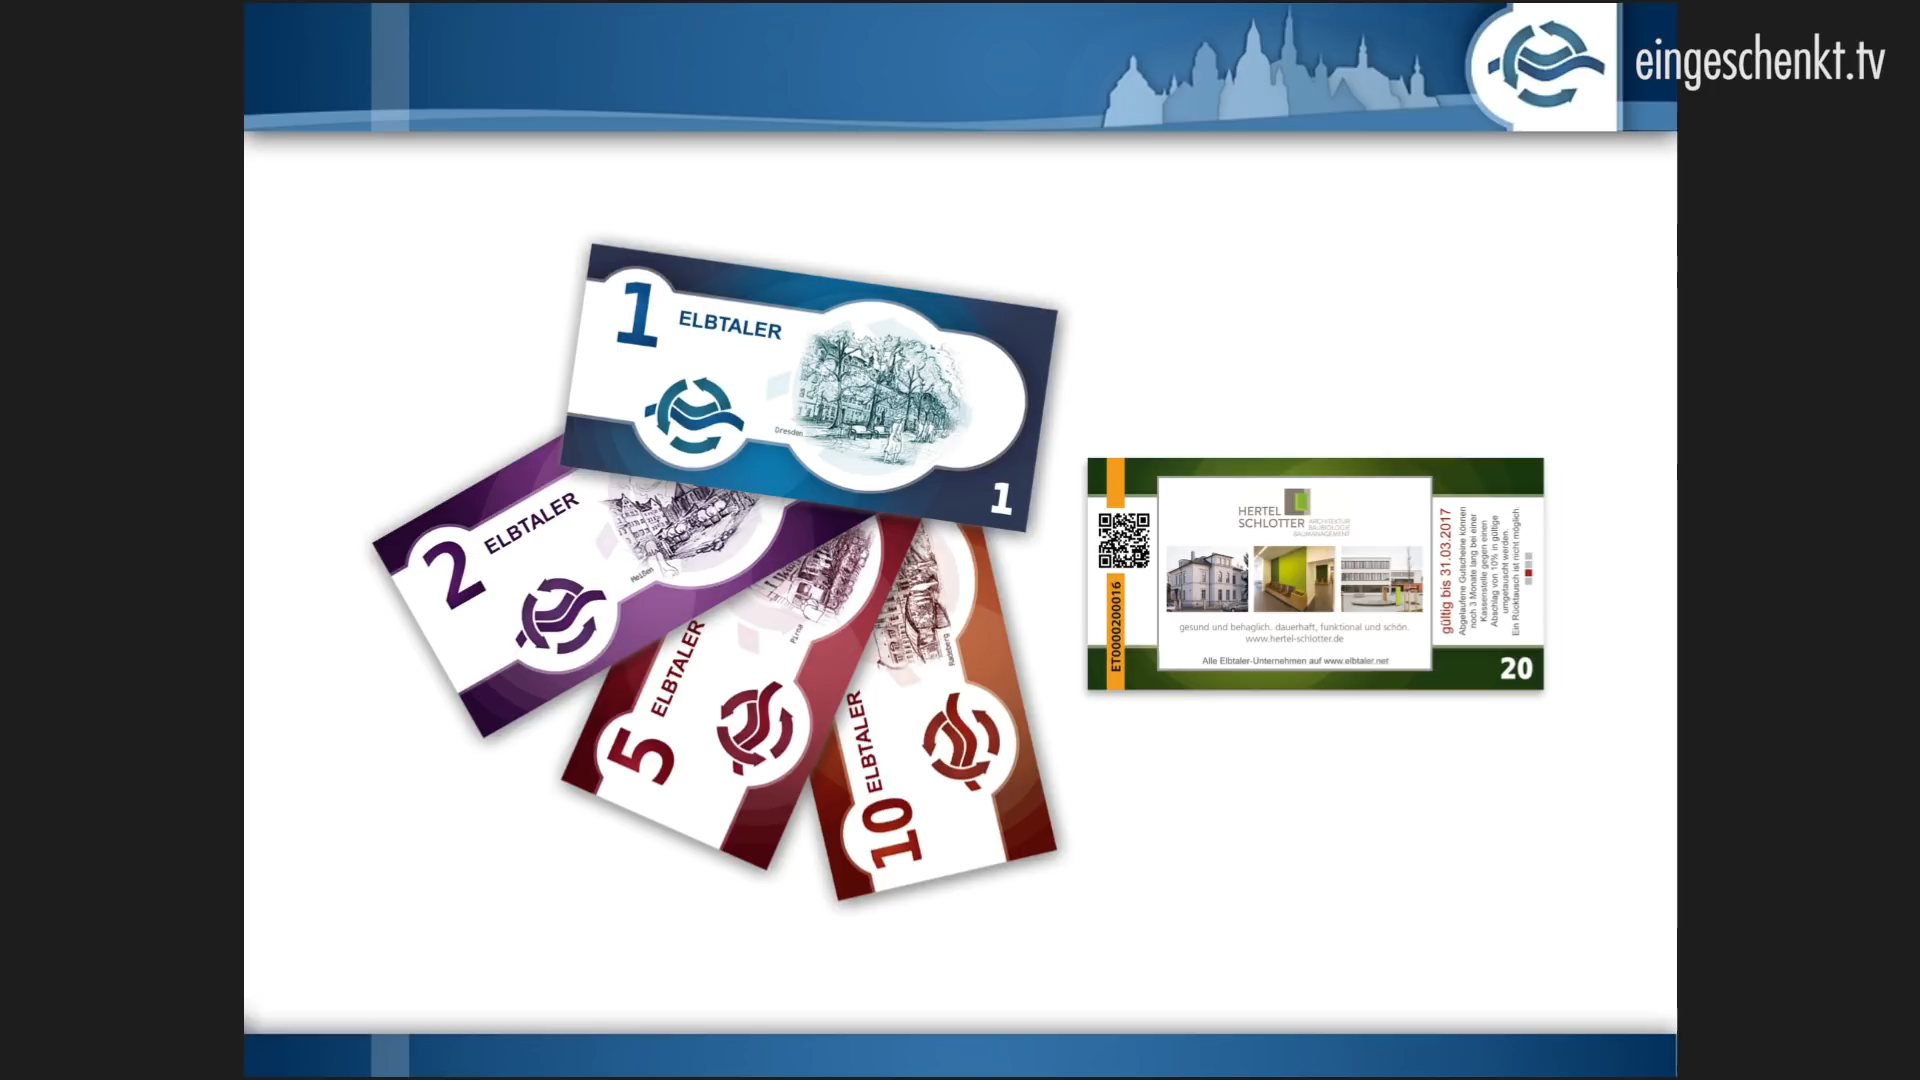 eingeschenkt.tv
1
ELBTALER
Dresden
1
2
ELBTALER
Meißen
5
ELBTALER
Pirna
10
ELBTALER
Radeberg
HERTEL
SCHLOTTER
ARCHITEKTUR
BAUBIOLOGIE
BAUMANAGEMENT
gesund und behaglich. dauerhaft, funktional und schön.
www.hertel-schlotter.de
Alle Elbtaler-Unternehmen auf www.elbtaler.net
ET0000200016
gültig bis 31.03.2017
Abgelaufene Gutscheine können
noch 3 Monate lang bei einer
Kassenstelle gegen einen
Abschlag von 10% in gültige
umgetauscht werden.
Ein Rücktausch ist nicht möglich.
20